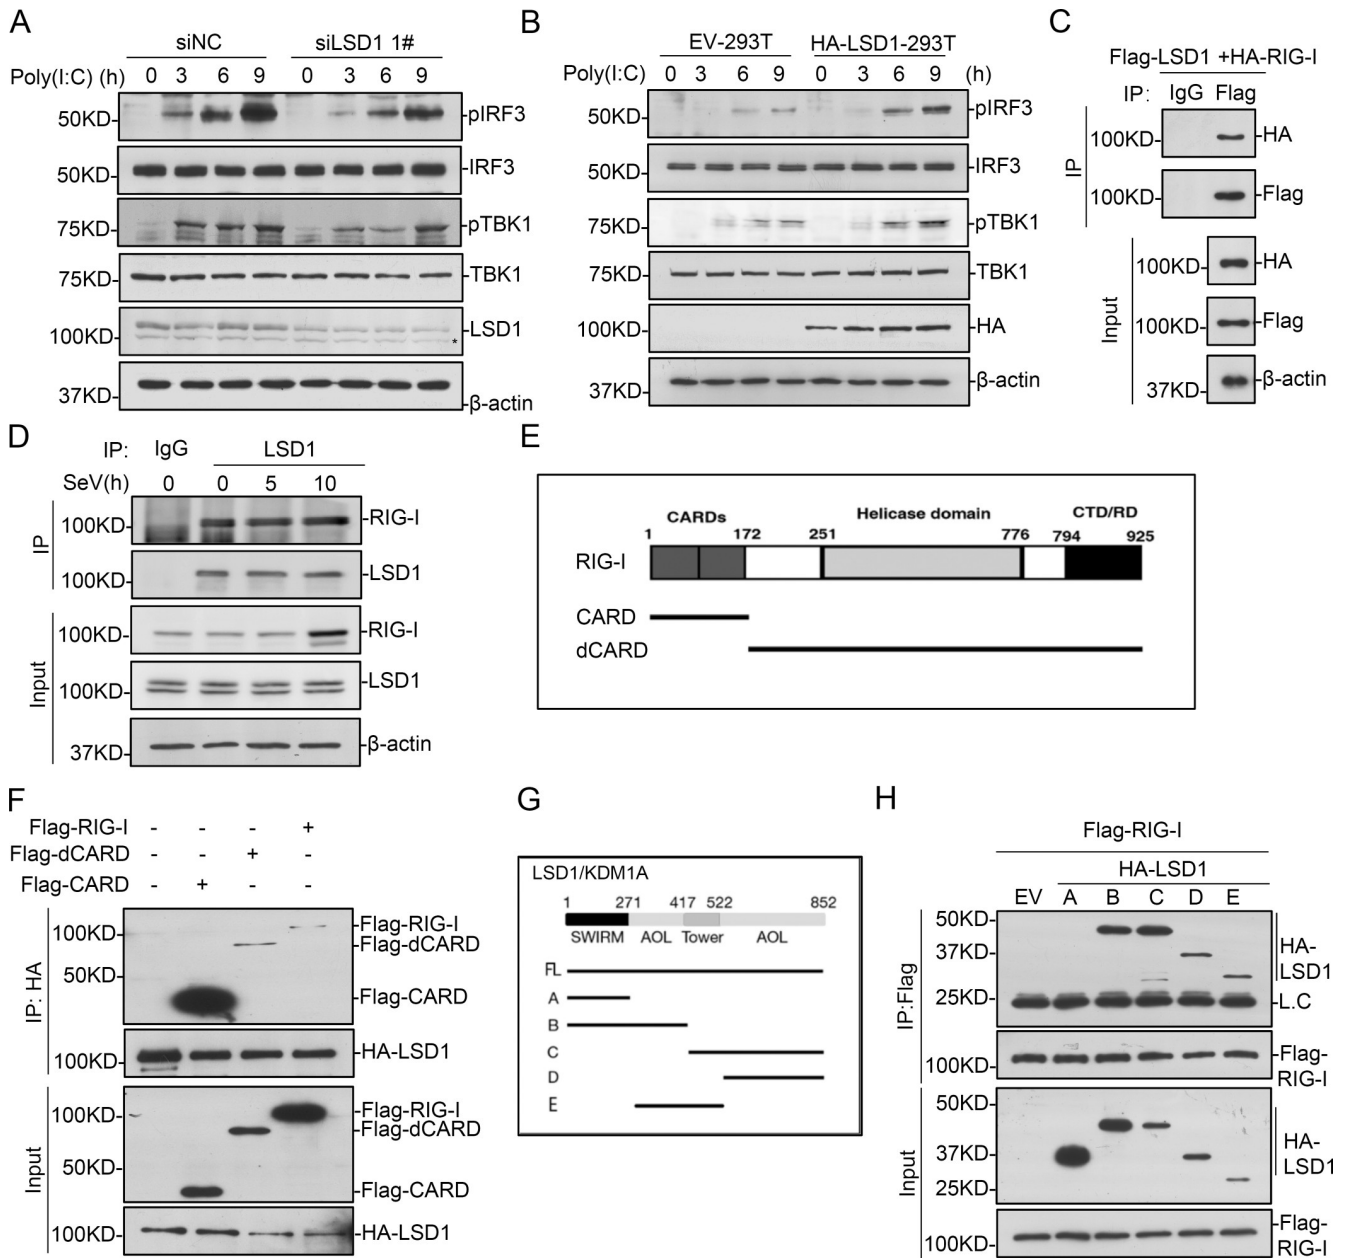 A
siNC siLSD1 1#
Poly(I:C) (h) 0 3 6 9 0 3 6 9
50KD- -pIRF3
50KD- -IRF3
75KD- -pTBK1
75KD- -TBK1
100KD- -LSD1
*
37KD- -β-actin
B
EV-293T HA-LSD1-293T
Poly(I:C) 0 3 6 9 0 3 6 9 (h)
50KD- -pIRF3
50KD- -IRF3
75KD- -pTBK1
75KD- -TBK1
100KD- -HA
37KD- -β-actin
C
Flag-LSD1 +HA-RIG-I
IP: IgG Flag
IP
100KD- -HA
100KD- -Flag
Input
100KD- -HA
100KD- -Flag
37KD- -β-actin
D
IP: IgG LSD1
SeV(h) 0 0 5 10
IP
100KD- -RIG-I
100KD- -LSD1
Input
100KD- -RIG-I
100KD- -LSD1
37KD- -β-actin
E
CARDs Helicase domain CTD/RD
1 172 251 776 794 925
RIG-I
CARD
dCARD
F
Flag-RIG-I - - - +
Flag-dCARD - - + -
Flag-CARD - + - -
IP: HA
100KD- -Flag-RIG-I
-Flag-dCARD
50KD- -Flag-CARD
100KD- -HA-LSD1
Input
100KD- -Flag-RIG-I
-Flag-dCARD
50KD- -Flag-CARD
100KD- -HA-LSD1
G
LSD1/KDM1A
1 271 417 522 852
SWIRM AOL Tower AOL
FL
A
B
C
D
E
H
Flag-RIG-I
HA-LSD1
EV A B C D E
IP:Flag
50KD-
37KD- HA-
LSD1
25KD- -L.C
100KD- -Flag-
RIG-I
Input
50KD-
37KD- HA-
LSD1
25KD-
100KD- -Flag-
RIG-I